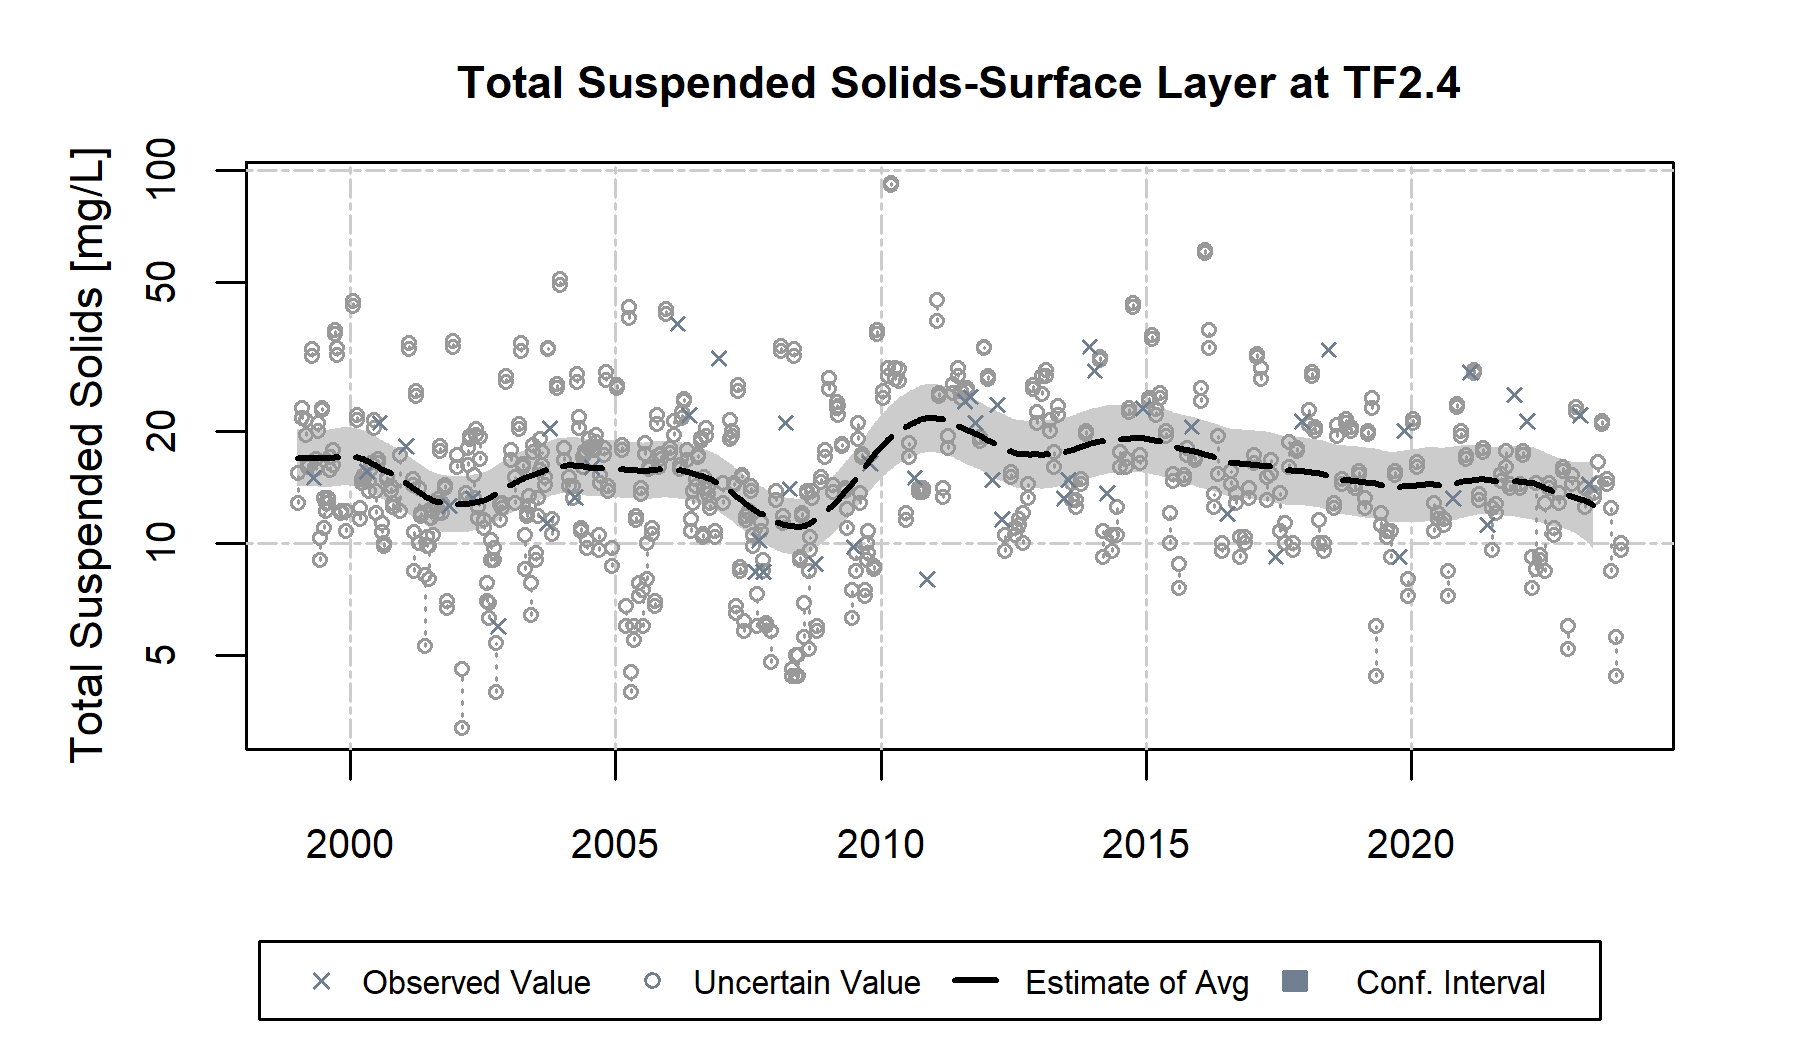 Total Suspended Solids-Surface Layer at TF2.4
Total Suspended Solids [mg/L]
100
50
20
10
5
2000 2005 2010 2015 2020
Observed Value Uncertain Value Estimate of Avg Conf. Interval